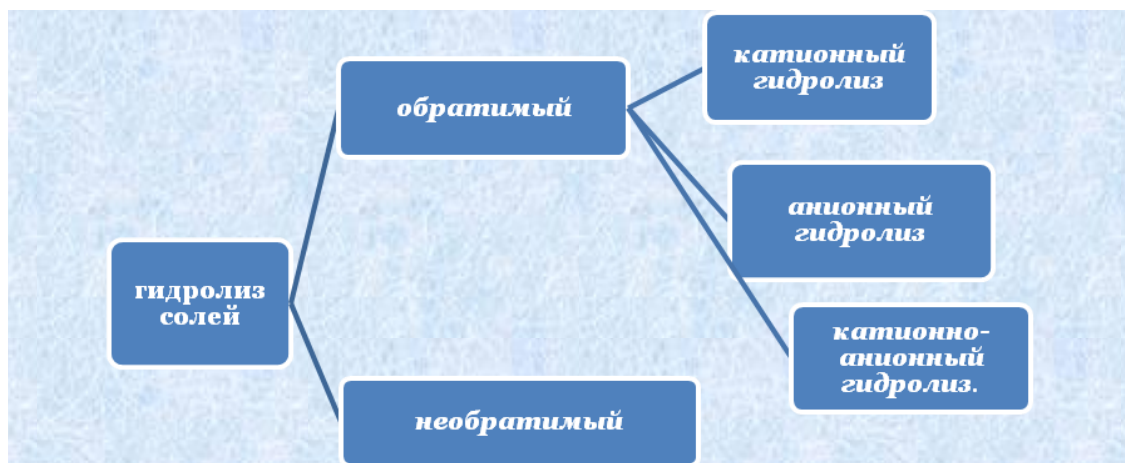 катионный
гидролиз
обратимый
анионный
гидролиз
гидролиз
солей
катионно-
анионный
гидролиз.
необратимый